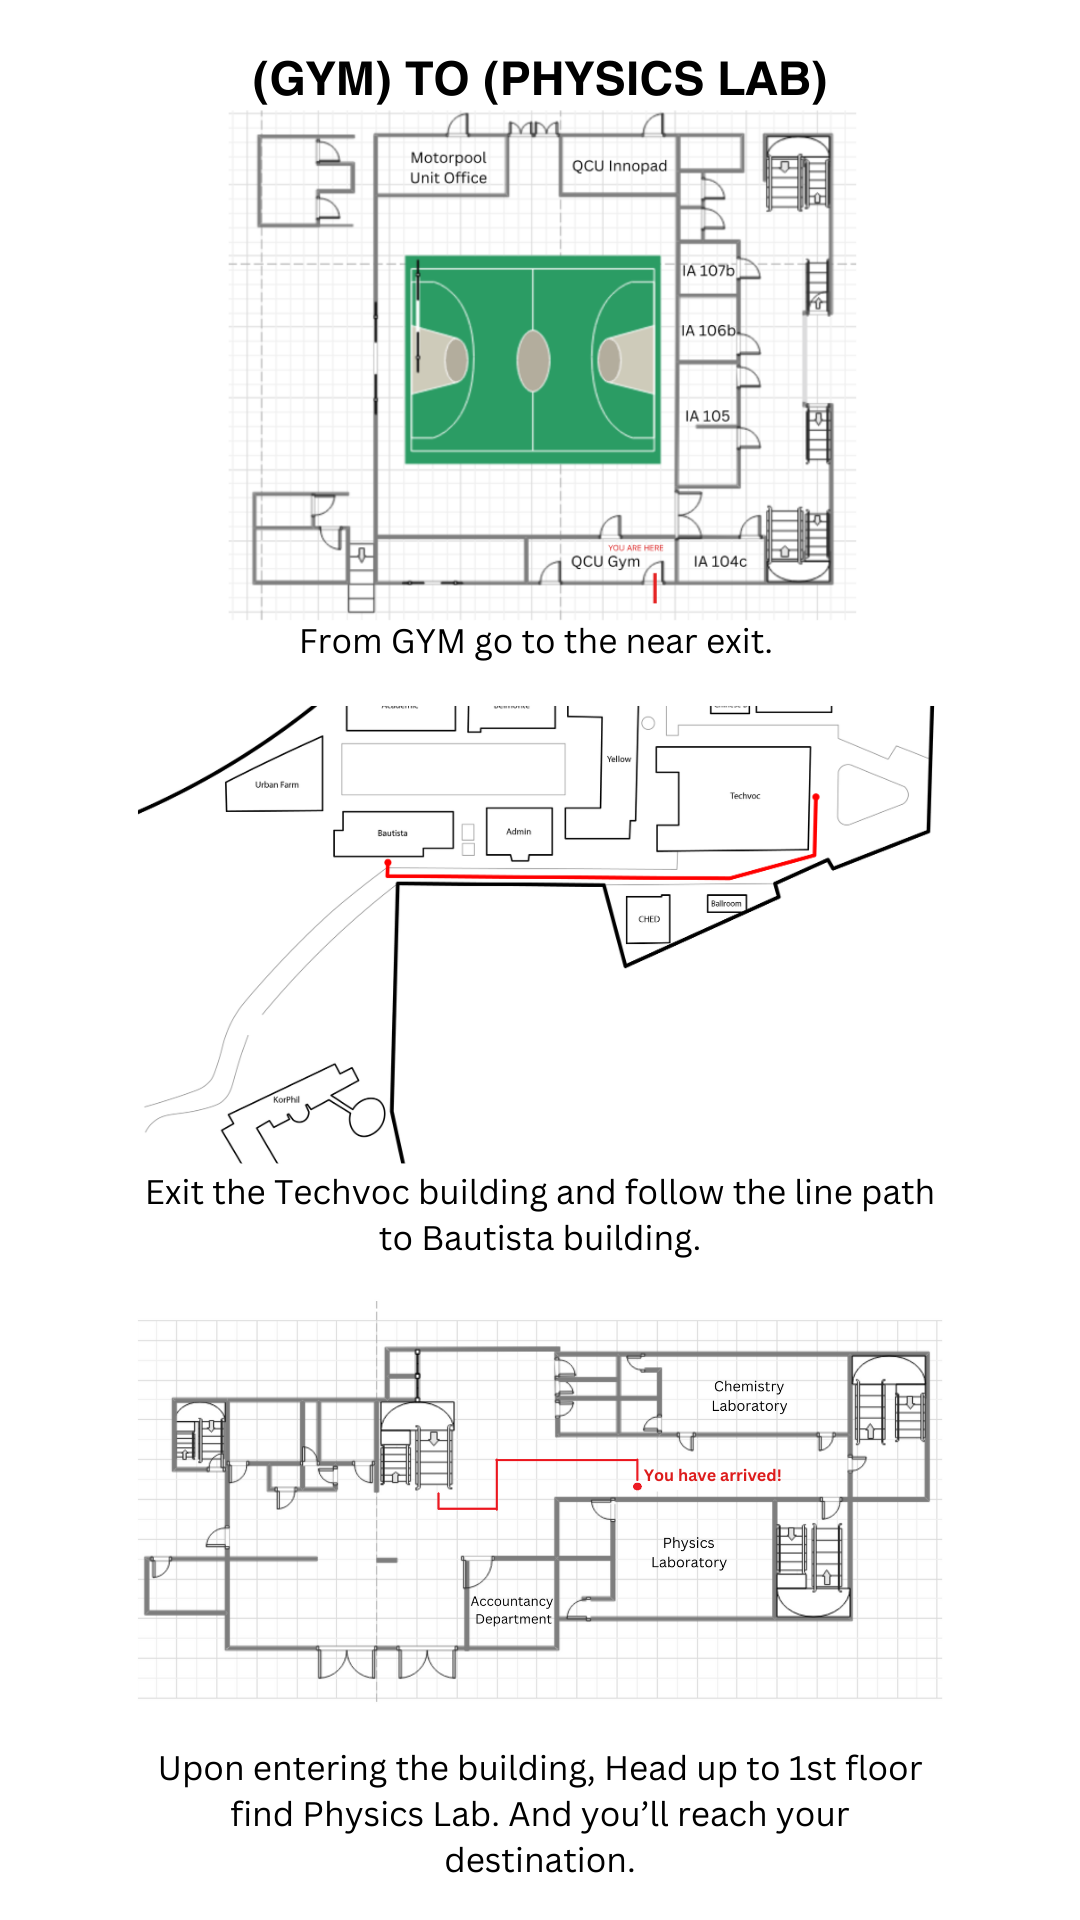 (GYM) TO (PHYSICS LAB)
Motorpool
Unit Office
QCU Innopad
IA 107b
IA 106b
IA 105
YOU ARE HERE
QCU Gym
IA 104c
From GYM go to the near exit.
Academic
Belmonte
Yellow
Urban Farm
Techvoc
Bautista
Admin
CHED
Ballroom
KorPhil
Exit the Techvoc building and follow the line path
to Bautista building.
Chemistry
Laboratory
You have arrived!
Physics
Laboratory
Accountancy
Department
Upon entering the building, Head up to 1st floor
find Physics Lab. And you’ll reach your
destination.